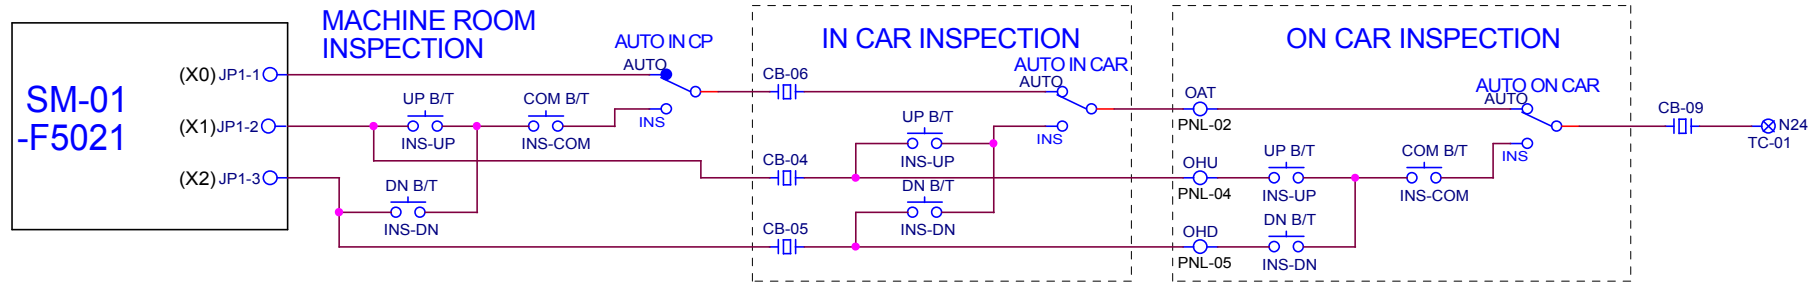 SM-01
-F5021
(X0) JP1-1
(X1) JP1-2
(X2) JP1-3
MACHINE ROOM
INSPECTION
AUTO IN CP
AUTO
INS
UP B/T
INS-UP
COM B/T
INS-COM
DN B/T
INS-DN
IN CAR INSPECTION
CB-06
CB-04
CB-05
AUTO IN CAR
AUTO
INS
UP B/T
INS-UP
DN B/T
INS-DN
ON CAR INSPECTION
OAT
PNL-02
OHU
PNL-04
OHD
PNL-05
AUTO ON CAR
AUTO
INS
UP B/T
INS-UP
COM B/T
INS-COM
DN B/T
INS-DN
CB-09
N24
TC-01